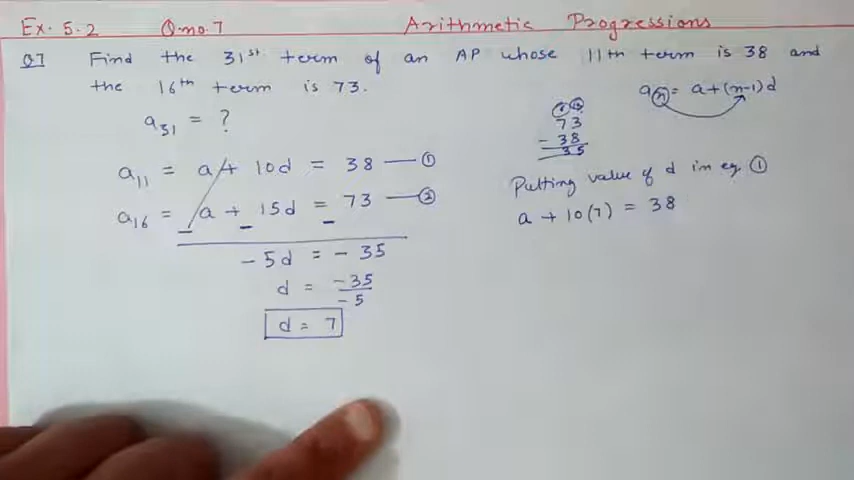 Ex. 5.2 Q.no.7 Arithmetic Progressions
Q7 Find the 31st term of an AP whose 11th term is 38 and
the 16th term is 73.
a31 = ?
a11 = a + 10d = 38 —— ①
a16 = a + 15d = 73 —— ②
- - -
-5d = -35
d = -35/-5
d = 7
an = a+(n-1)d
73
- 38
35
Putting value of d in eq ①
a + 10(7) = 38